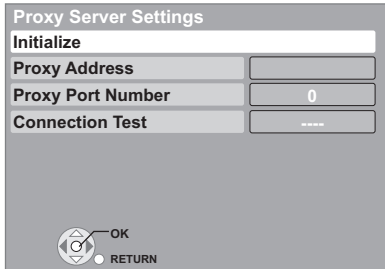 Proxy Server Settings
Initialize
Proxy Address
Proxy Port Number 0
Connection Test ----
OK
RETURN